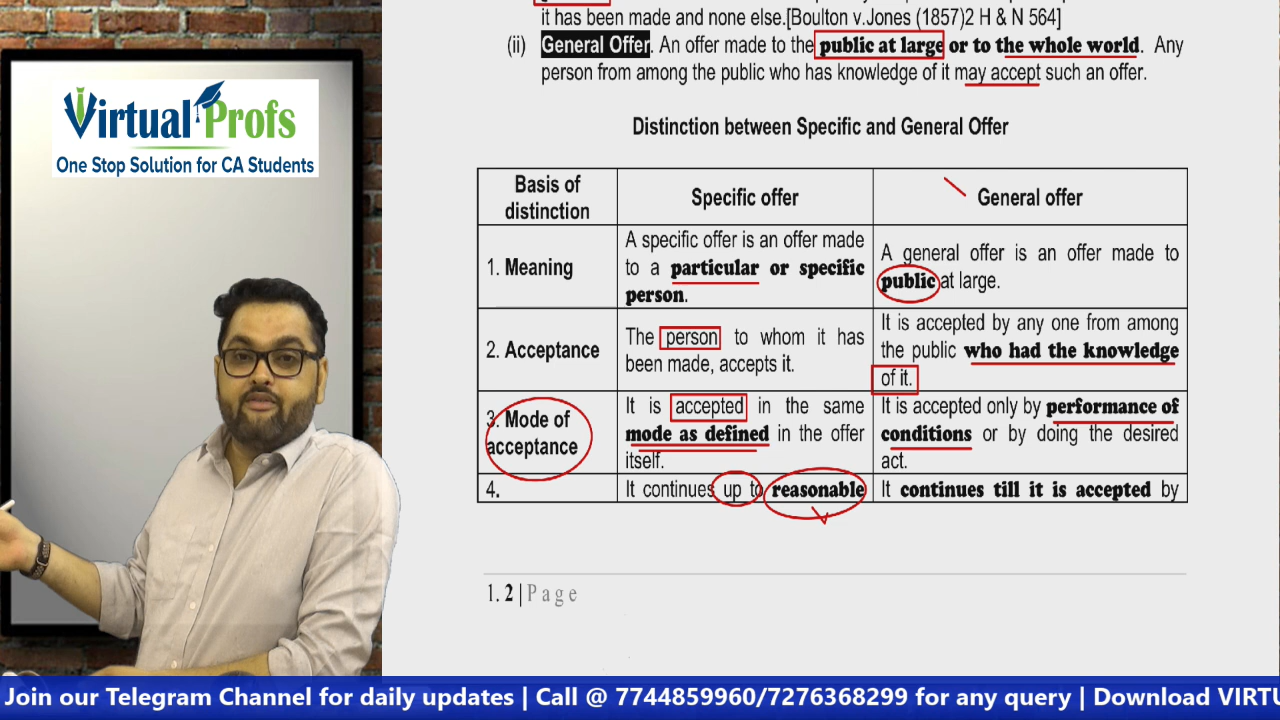 Virtual Profs
One Stop Solution for CA Students
it has been made and none else.[Boulton v.Jones (1857)2 H & N 564]
(ii) General Offer. An offer made to the public at large or to the whole world. Any
person from among the public who has knowledge of it may accept such an offer.
Distinction between Specific and General Offer
Basis of
distinction
Specific offer
General offer
1. Meaning
A specific offer is an offer made
to a particular or specific
person.
A general offer is an offer made to
public at large.
2. Acceptance
The person to whom it has
been made, accepts it.
It is accepted by any one from among
the public who had the knowledge
of it.
3. Mode of
acceptance
It is accepted in the same
mode as defined in the offer
itself.
It is accepted only by performance of
conditions or by doing the desired
act.
4.
It continues up to reasonable
It continues till it is accepted by
1. 2 | Page
Join our Telegram Channel for daily updates | Call @ 7744859960/7276368299 for any query | Download VIRTU